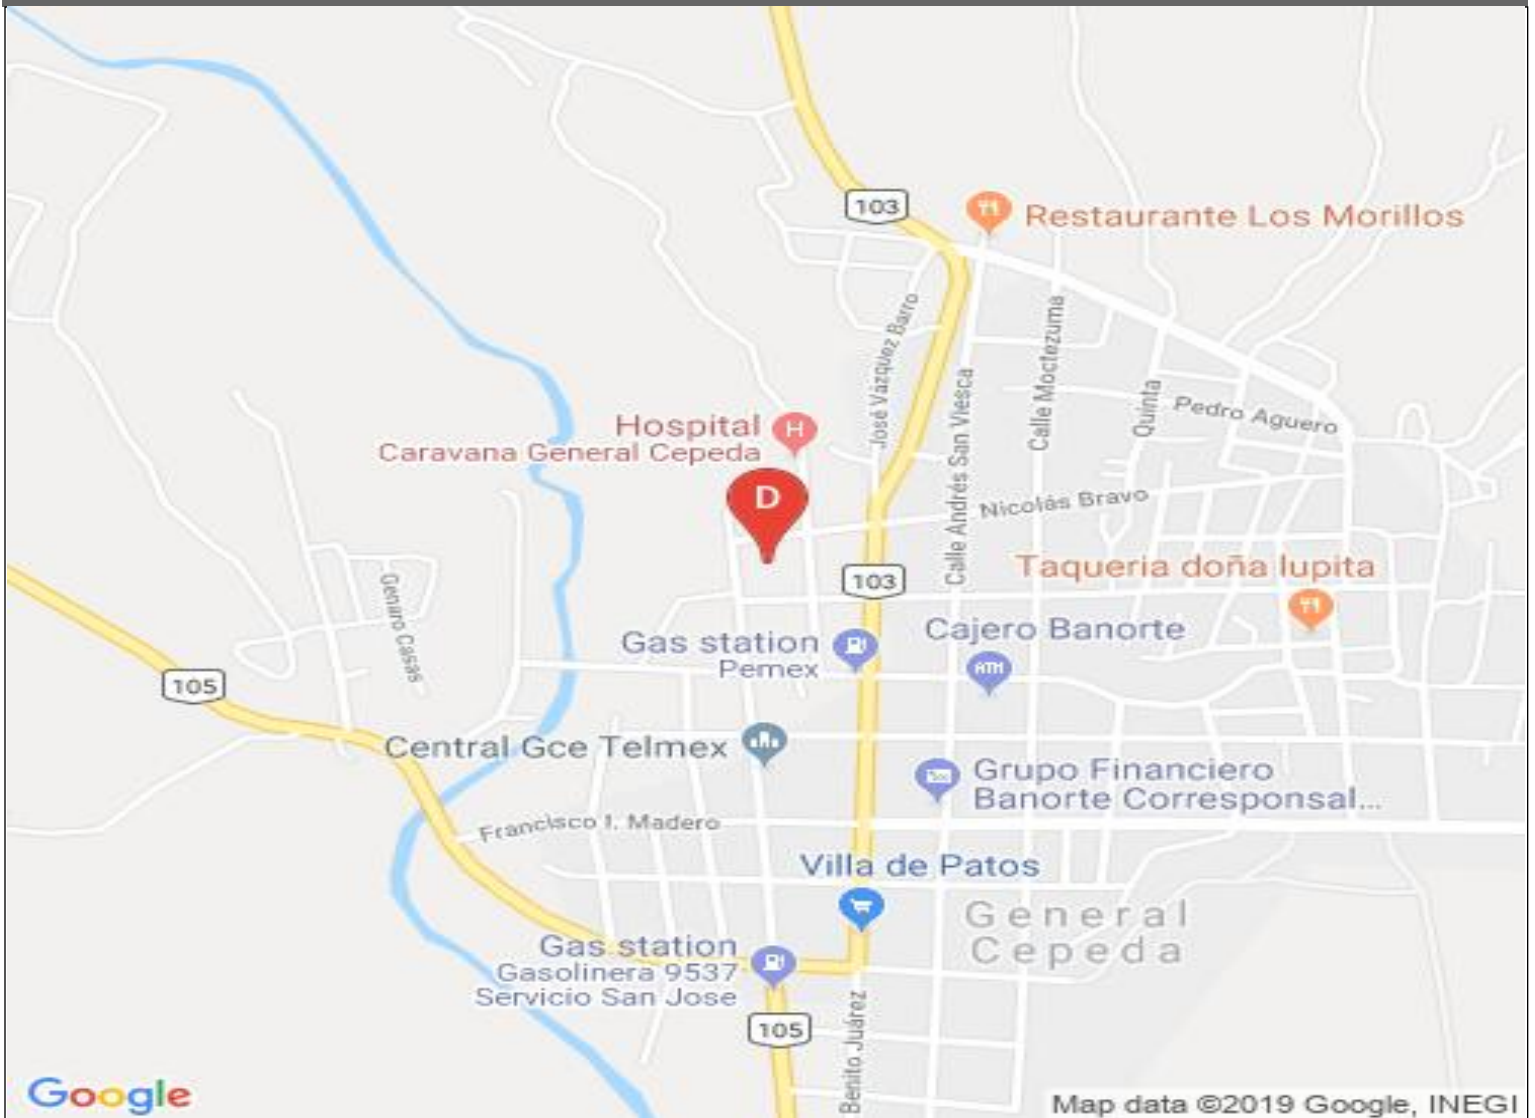 103
Restaurante Los Morillos
José Vázquez Barro
Calle Moctezuma
Calle Andrés San Viesca
Quinta
Pedro Aguero
Hospital
Caravana General Cepeda
D
Nicolás Bravo
103
Taqueria doña lupita
Genaro Casas
Gas station
Pemex
Cajero Banorte
ATM
105
Central Gce Telmex
Grupo Financiero
Banorte Corresponsal...
Francisco I. Madero
Villa de Patos
General
Cepeda
Gas station
Gasolinera 9537
Servicio San Jose
105
Benito Juárez
Google
Map data ©2019 Google, INEGI
H